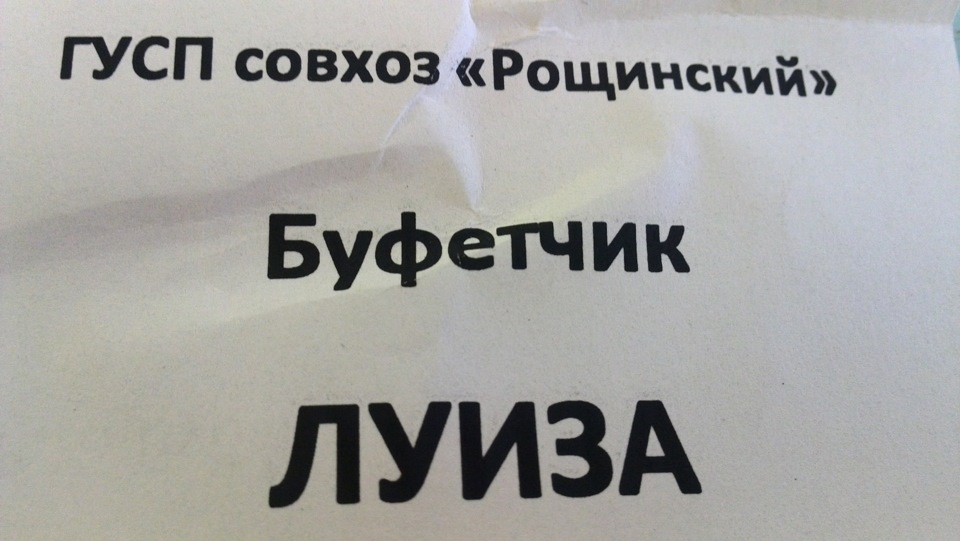 ГУСП совхоз «Рощинский»
Буфетчик
ЛУИЗА